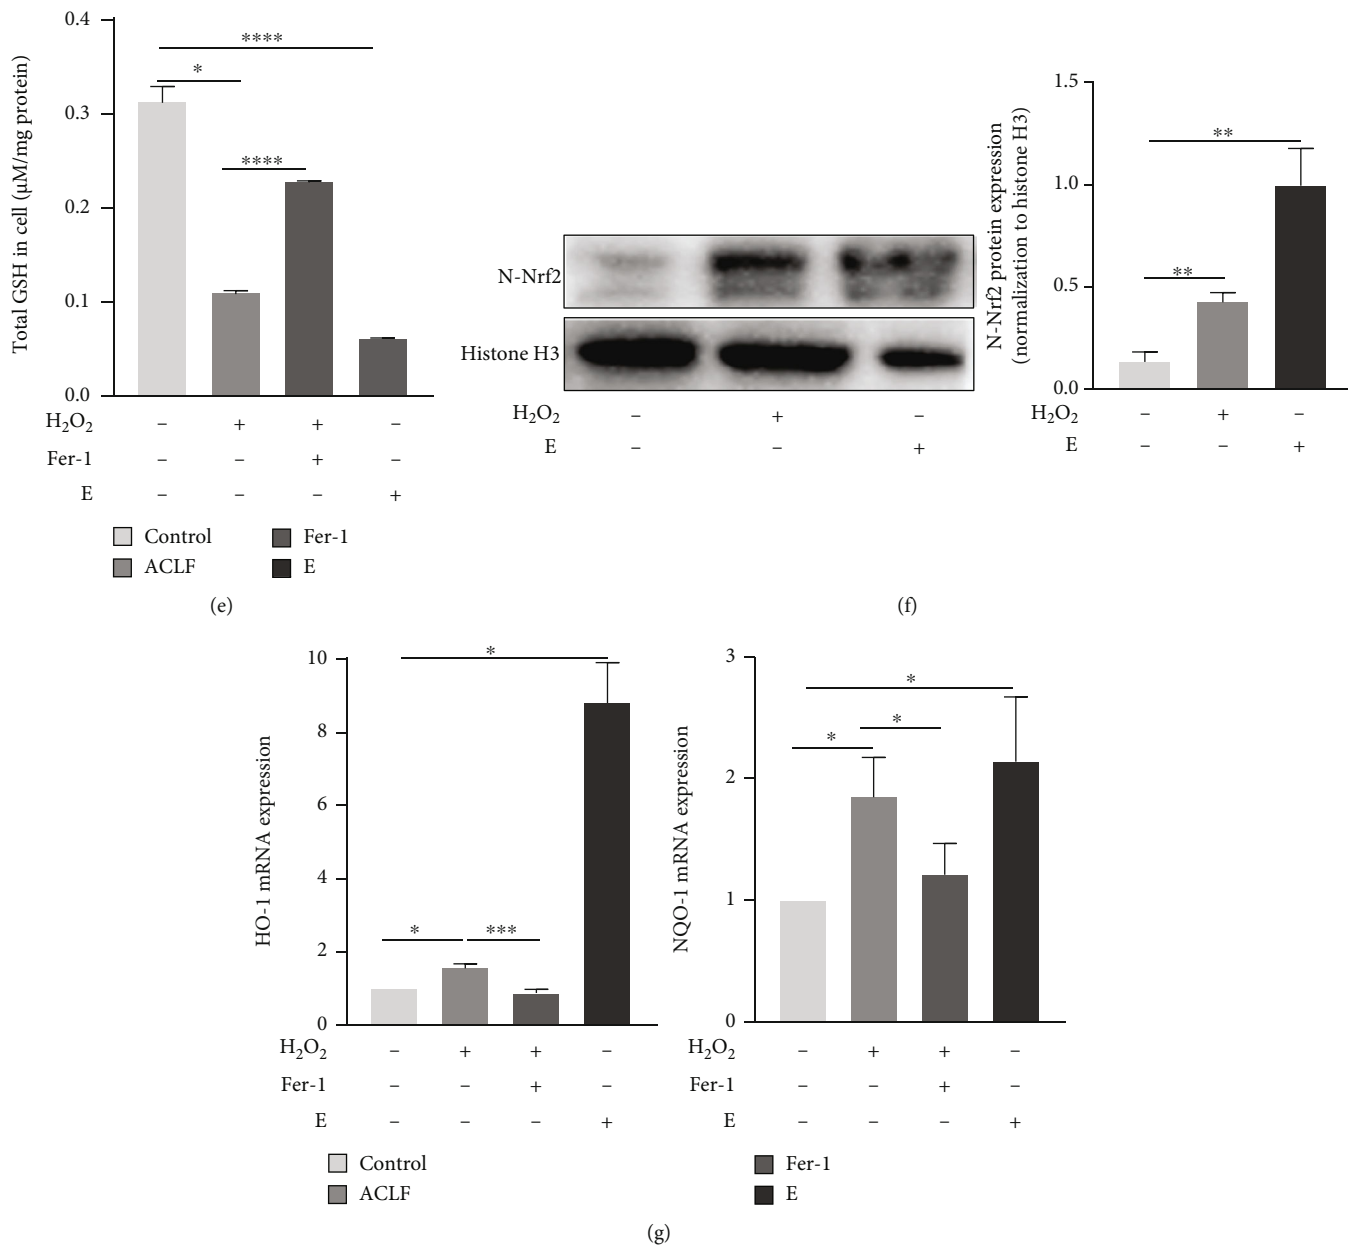 Total GSH in cell (μM/mg protein)
0.4
0.3
0.2
0.1
0.0
****
*
****
H₂O₂ – + + –
Fer-1 – – + –
E – – – +
Control
ACLF
Fer-1
E
(e)
N-Nrf2
Histone H3
H₂O₂ – + –
E – – +
N-Nrf2 protein expression
(normalization to histone H3)
1.5
1.0
0.5
0.0
**
**
H₂O₂ – + –
E – – +
(f)
HO-1 mRNA expression
10
8
6
4
2
0
*
* ***
H₂O₂ – + + –
Fer-1 – – + –
E – – – +
Control
ACLF
NQO-1 mRNA expression
3
2
1
0
*
*
*
H₂O₂ – + + –
Fer-1 – – + –
E – – – +
Fer-1
E
(g)